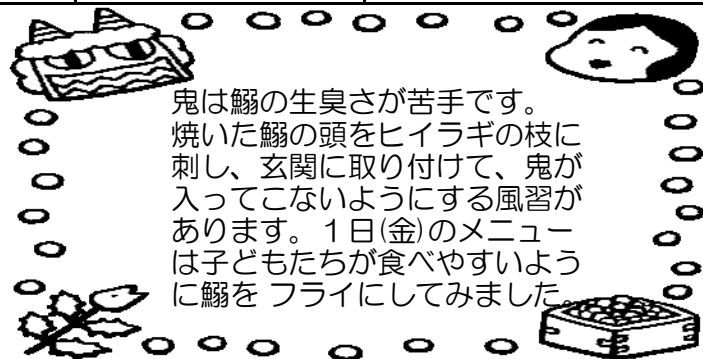 鬼は鰯の生臭さが苦手です。
焼いた鰯の頭をヒイラギの枝に
刺し、玄関に取り付けて、鬼が
入ってこないようにする風習が
あります。１日(金)のメニュー
は子どもたちが食べやすいよう
に鰯を フライにしてみました。